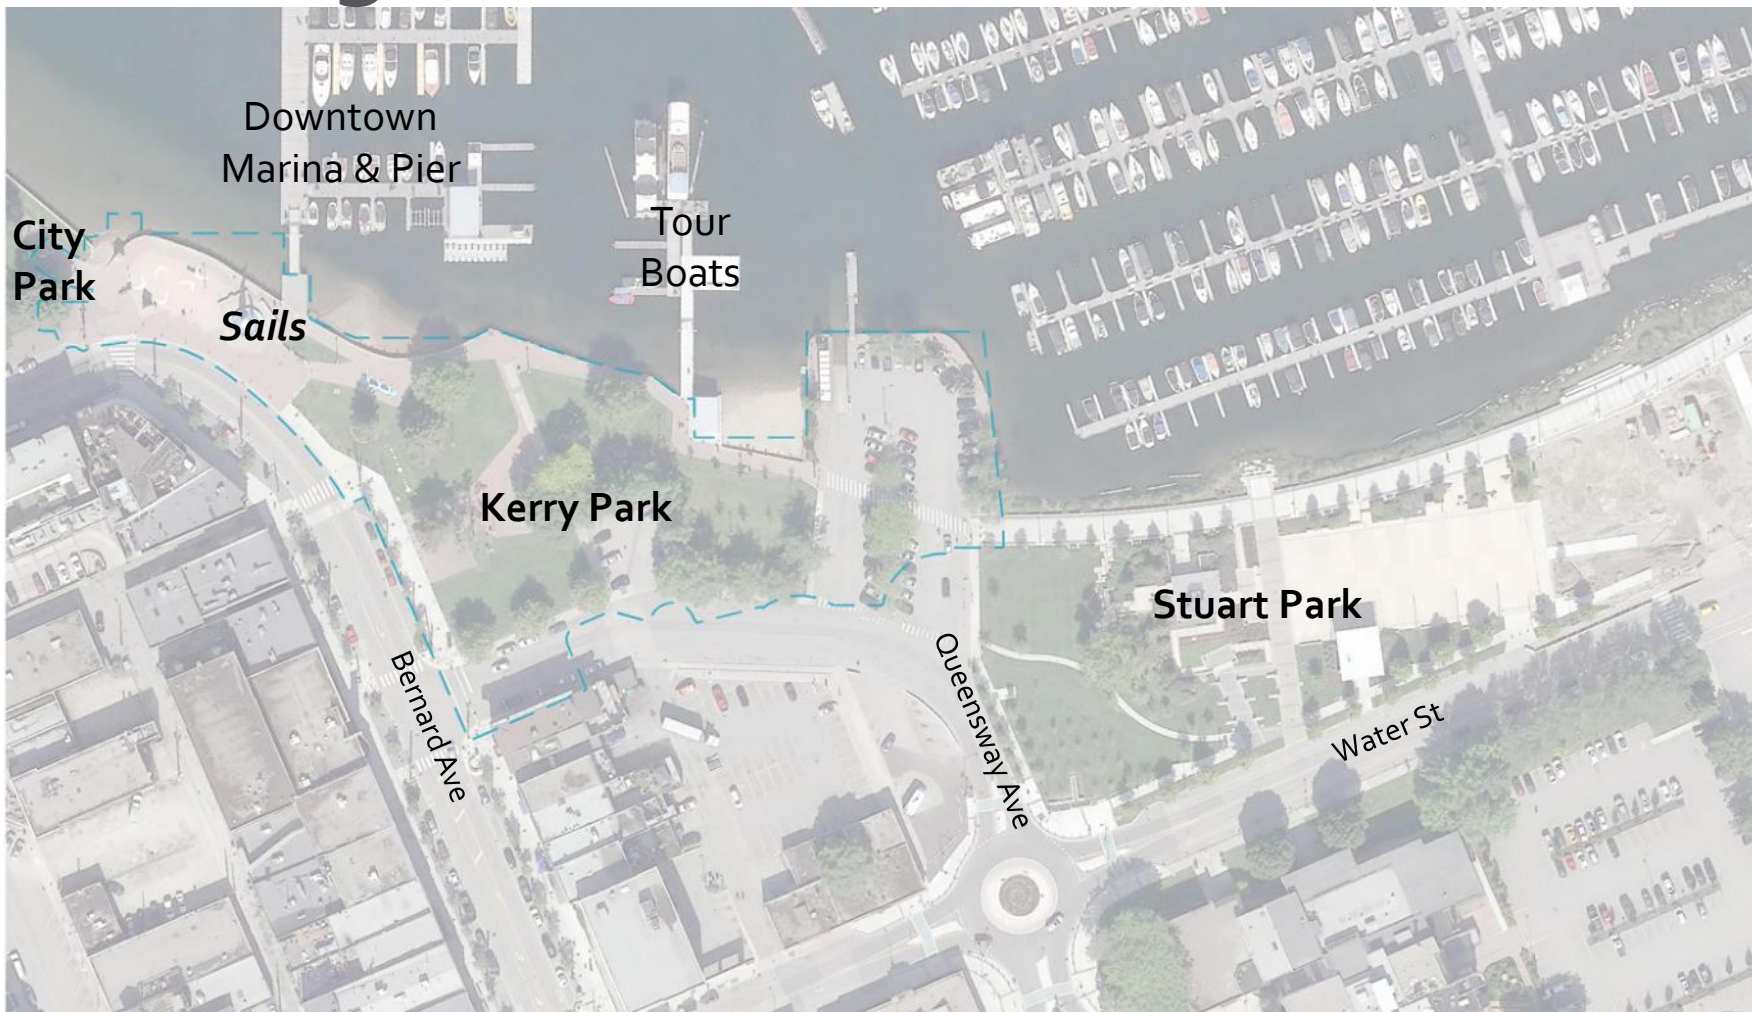 Downtown
Marina & Pier
Tour
Boats
City
Park
Sails
Kerry Park
Stuart Park
Bernard Ave
Queensway Ave
Water St